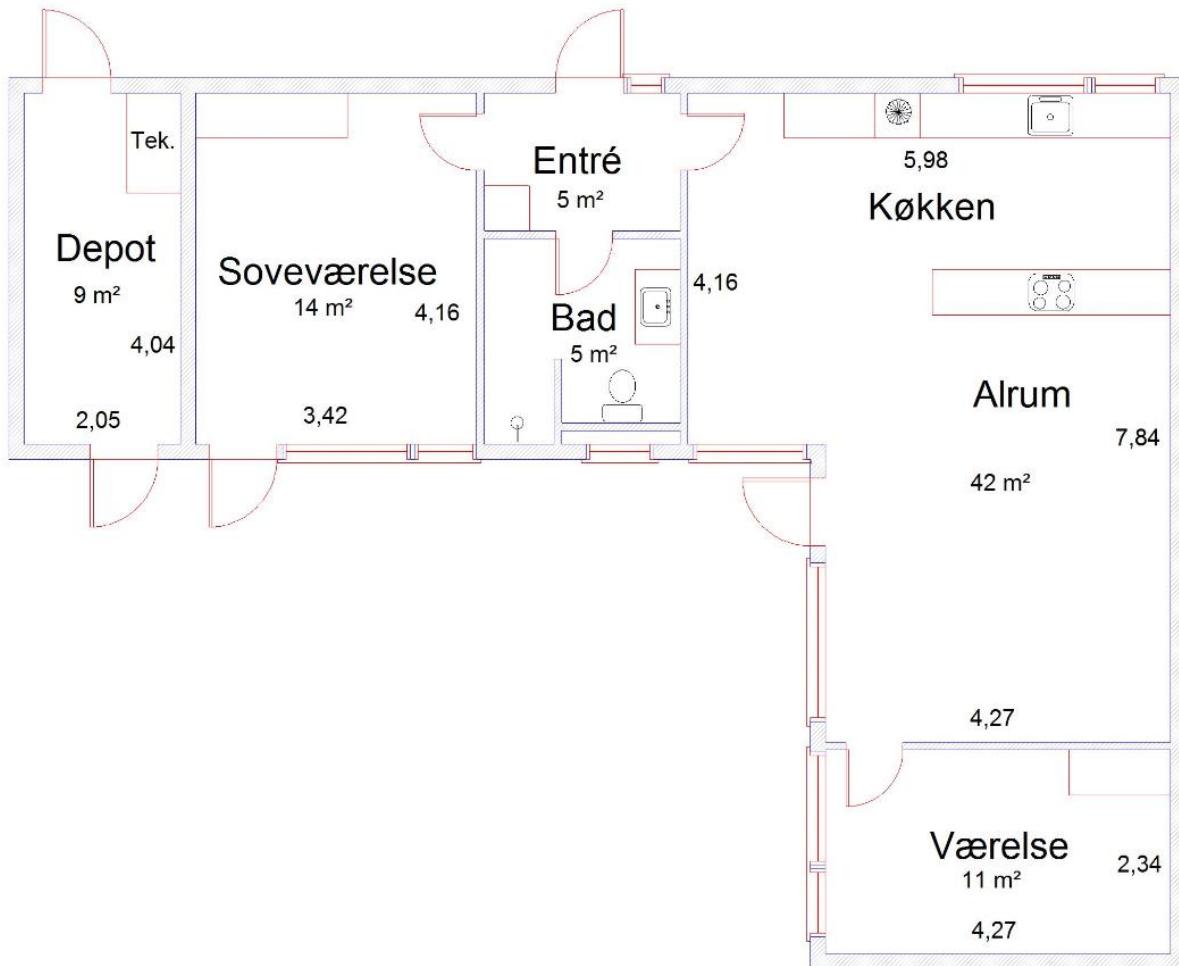 Tek.
Depot
9 m²
4,04
2,05
Soveværelse
14 m²
4,16
3,42
Entré
5 m²
Bad
5 m²
5,98
Køkken
4,16
Alrum
7,84
42 m²
4,27
Værelse
11 m²
2,34
4,27